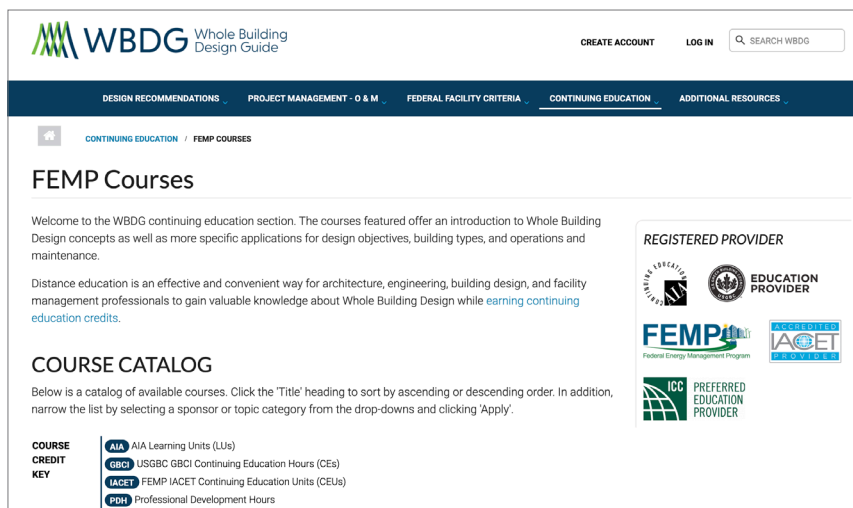 WBDG Whole Building
Design Guide
CREATE ACCOUNT
LOG IN
SEARCH WBDG
DESIGN RECOMMENDATIONS
PROJECT MANAGEMENT - O & M
FEDERAL FACILITY CRITERIA
CONTINUING EDUCATION
ADDITIONAL RESOURCES
CONTINUING EDUCATION / FEMP COURSES
FEMP Courses
Welcome to the WBDG continuing education section. The courses featured offer an introduction to Whole Building
Design concepts as well as more specific applications for design objectives, building types, and operations and
maintenance.
Distance education is an effective and convenient way for architecture, engineering, building design, and facility
management professionals to gain valuable knowledge about Whole Building Design while earning continuing
education credits.
COURSE CATALOG
Below is a catalog of available courses. Click the 'Title' heading to sort by ascending or descending order. In addition,
narrow the list by selecting a sponsor or topic category from the drop-downs and clicking 'Apply'.
COURSE
CREDIT
KEY
AIA AIA Learning Units (LUs)
GBCI USGBC GBCI Continuing Education Hours (CEs)
IACET FEMP IACET Continuing Education Units (CEUs)
PDH Professional Development Hours
REGISTERED PROVIDER
CONTINUING EDUCATION
AIA
USGBC
EDUCATION
PROVIDER
FEMP
Federal Energy Management Program
ACCREDITED
IACET
PROVIDER
ICC PREFERRED
EDUCATION
PROVIDER